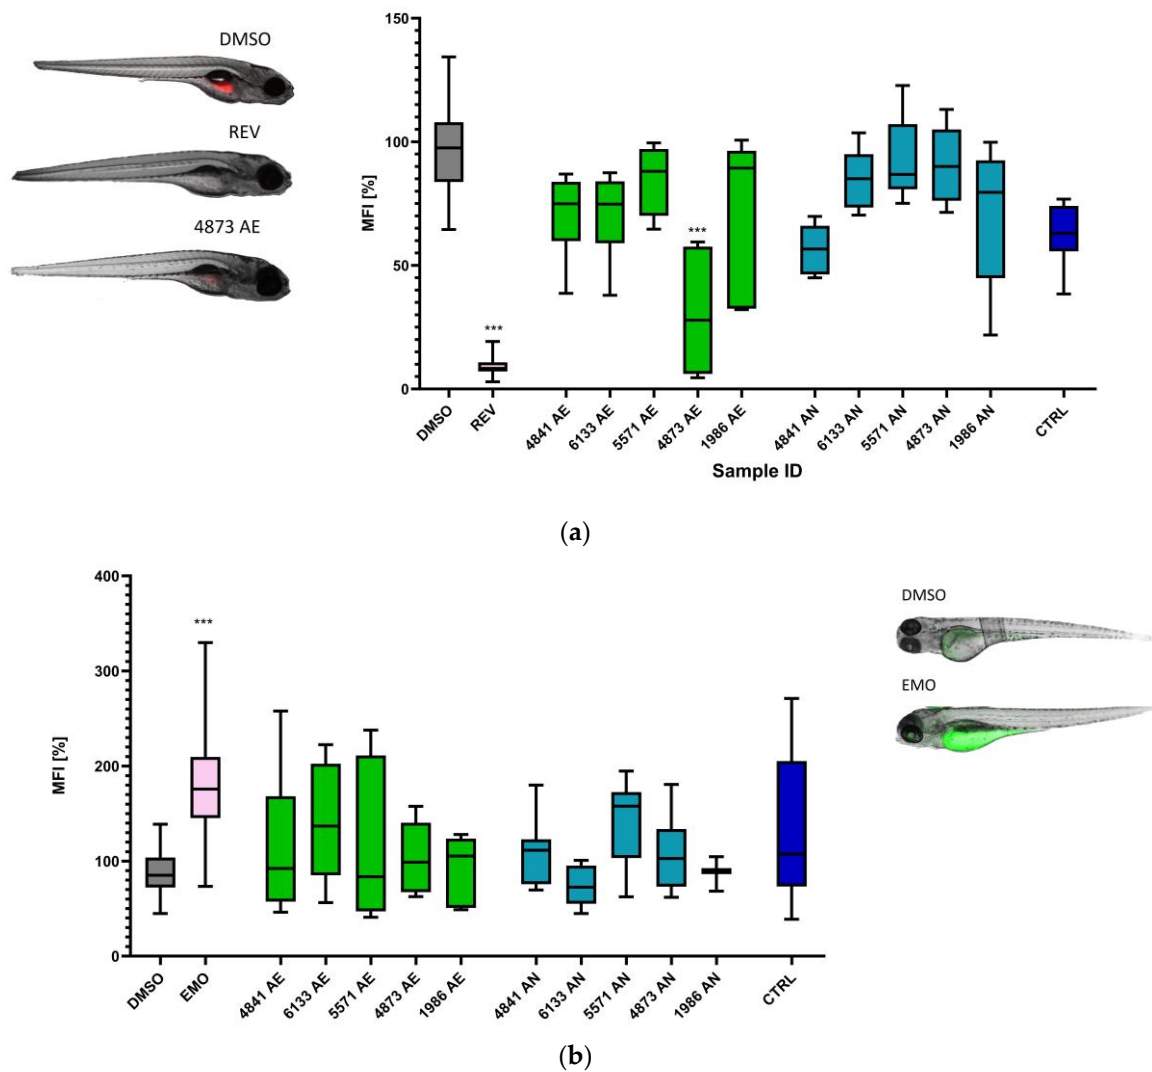 DMSO
REV
4873 AE
MFI [%]
150
100
50
0
***
***
DMSO
REV
4841 AE
6133 AE
5571 AE
4873 AE
1986 AE
4841 AN
6133 AN
5571 AN
4873 AN
1986 AN
CTRL
Sample ID
(a)
MFI [%]
400
300
200
100
0
***
DMSO
EMO
4841 AE
6133 AE
5571 AE
4873 AE
1986 AE
4841 AN
6133 AN
5571 AN
4873 AN
1986 AN
CTRL
DMSO
EMO
(b)